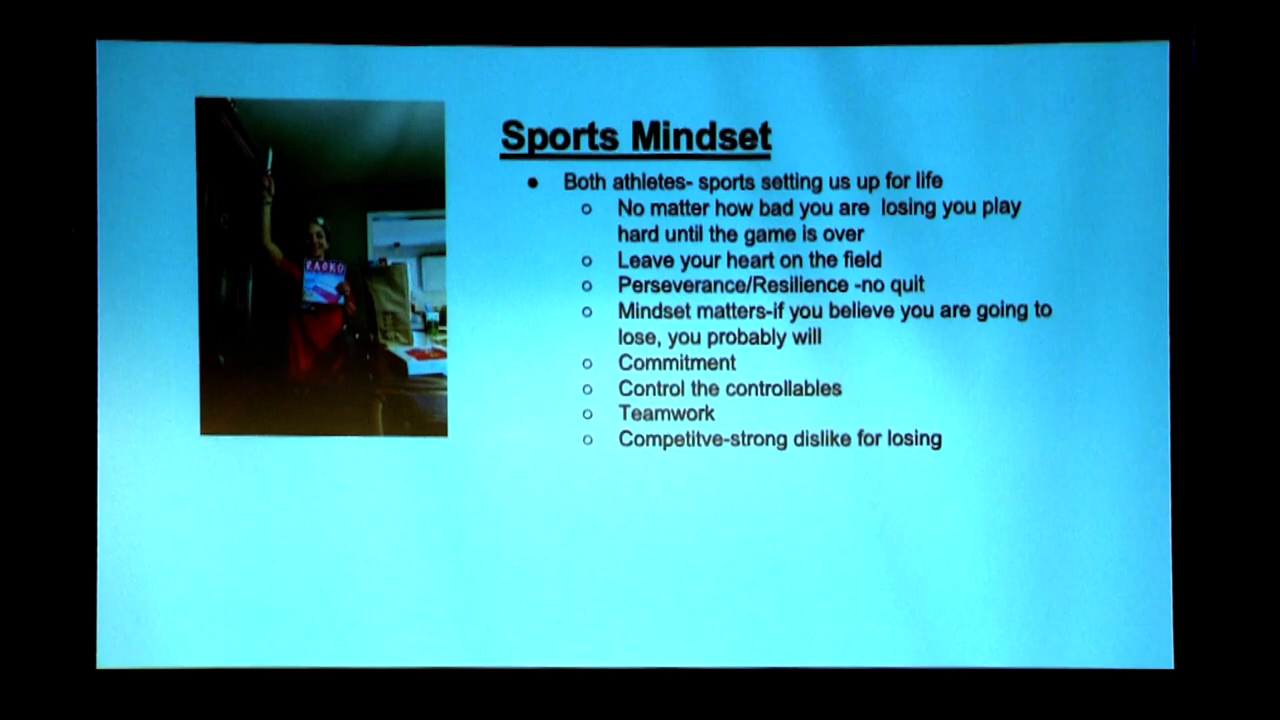 Sports Mindset
● Both athletes- sports setting us up for life
○ No matter how bad you are losing you play
hard until the game is over
○ Leave your heart on the field
○ Perseverance/Resilience -no quit
○ Mindset matters-if you believe you are going to
lose, you probably will
○ Commitment
○ Control the controllables
○ Teamwork
○ Competitve-strong dislike for losing